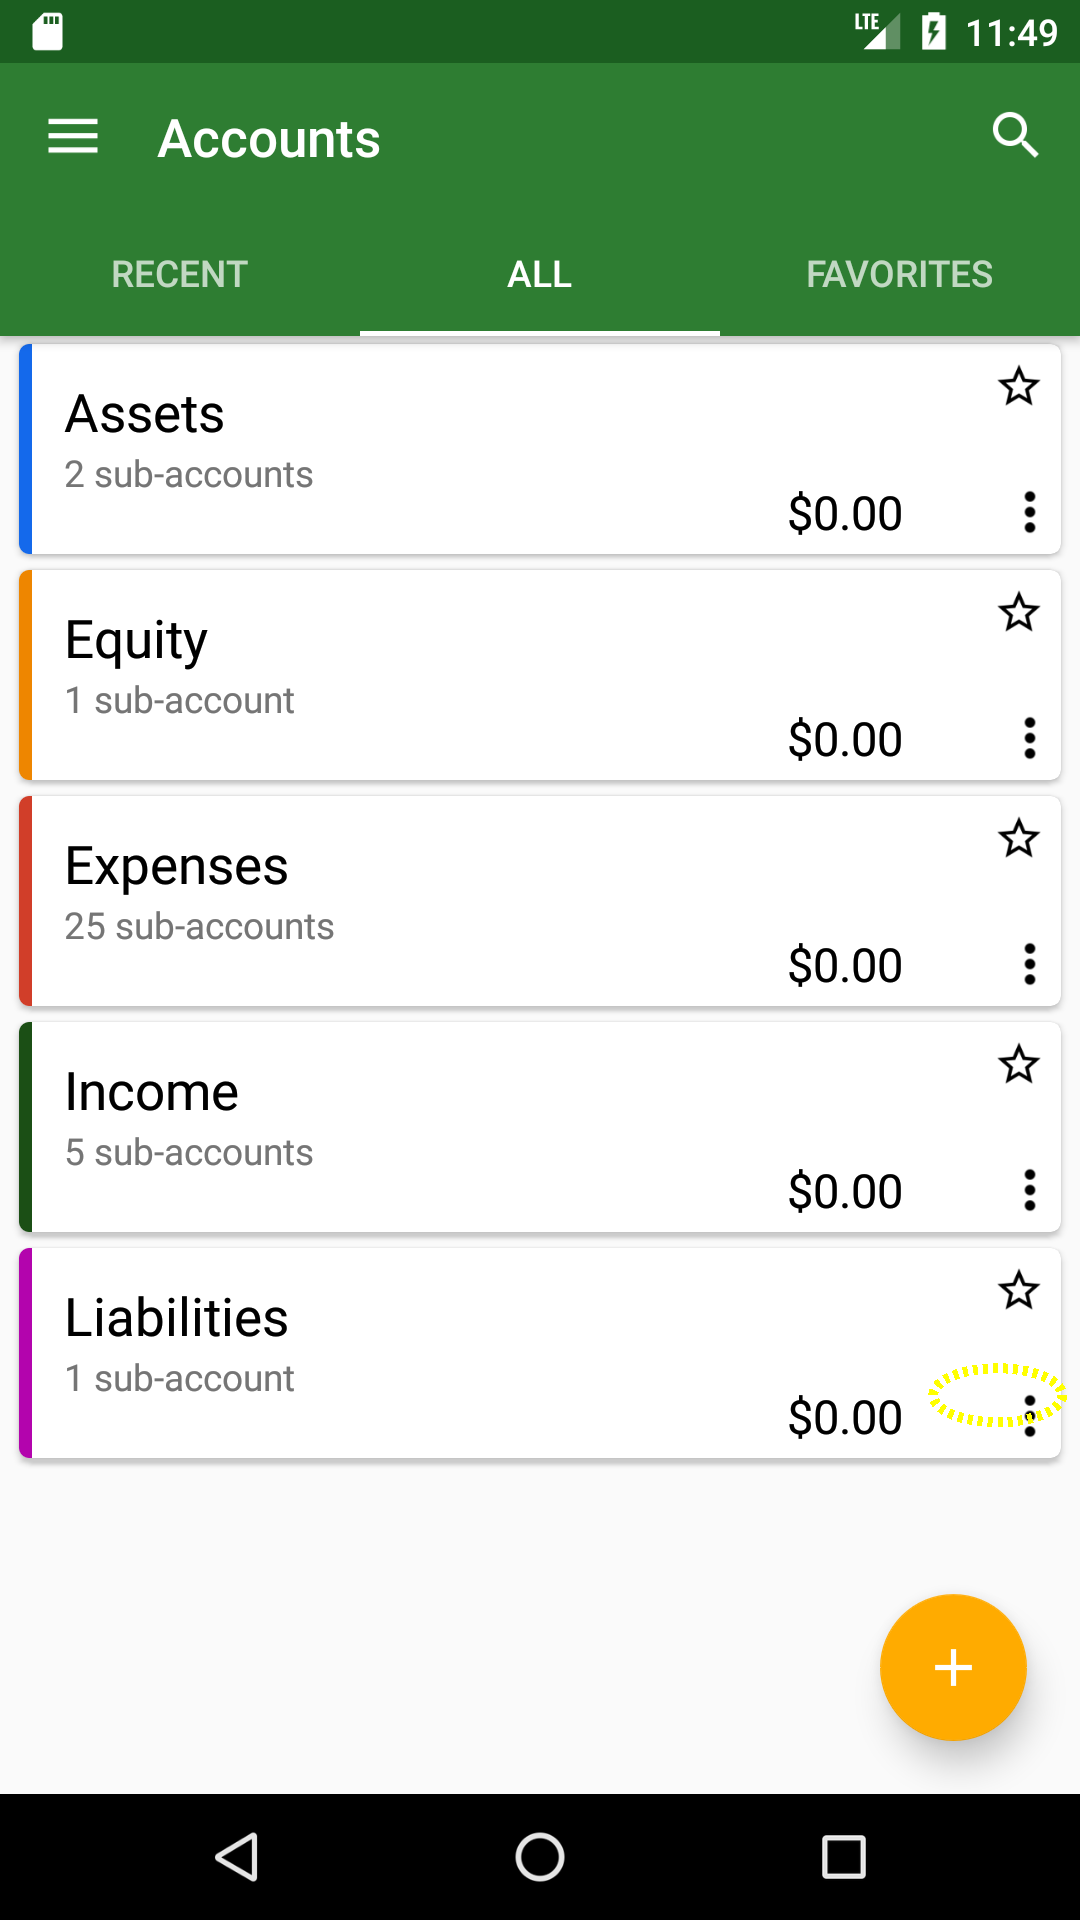 LTE 11:49
Accounts
RECENT ALL FAVORITES
Assets
2 sub-accounts
$0.00
Equity
1 sub-account
$0.00
Expenses
25 sub-accounts
$0.00
Income
5 sub-accounts
$0.00
Liabilities
1 sub-account
$0.00